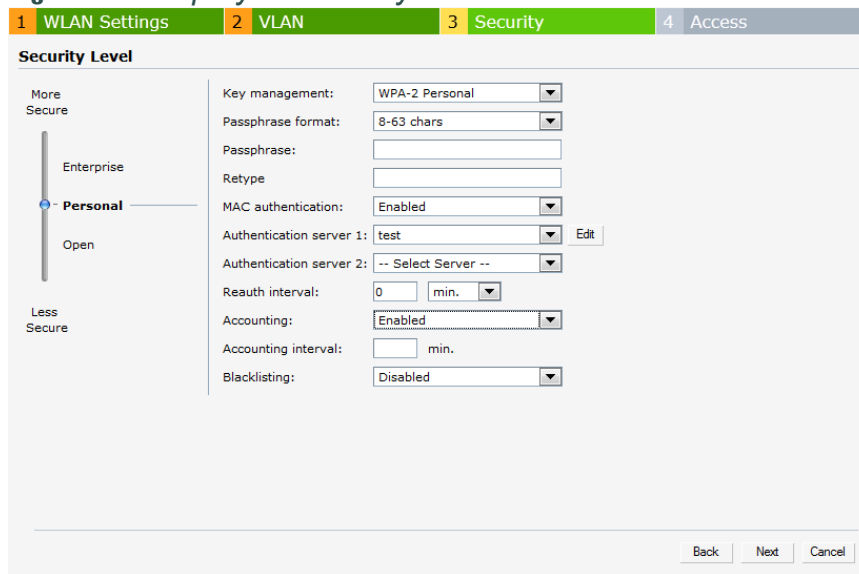 1 WLAN Settings 2 VLAN 3 Security 4 Access
Security Level
More
Secure
Enterprise
Personal
Open
Less
Secure
Key management: WPA-2 Personal
Passphrase format: 8-63 chars
Passphrase:
Retype
MAC authentication: Enabled
Authentication server 1: test Edit
Authentication server 2: -- Select Server --
Reauth interval: 0 min.
Accounting: Enabled
Accounting interval: min.
Blacklisting: Disabled
Back Next Cancel